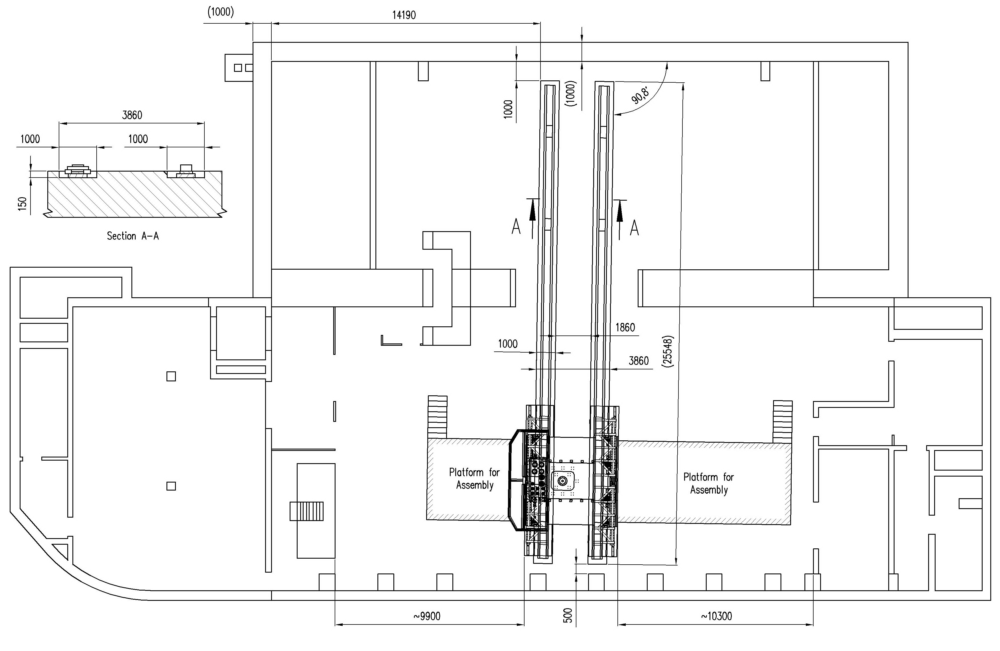 (1000)
14190
1000
(1000)
90,8'
3860
1000
1000
150
Section A-A
A
A
1860
1000
3860
(25548)
Platform for
Assembly
Platform for
Assembly
~9900
500
~10300